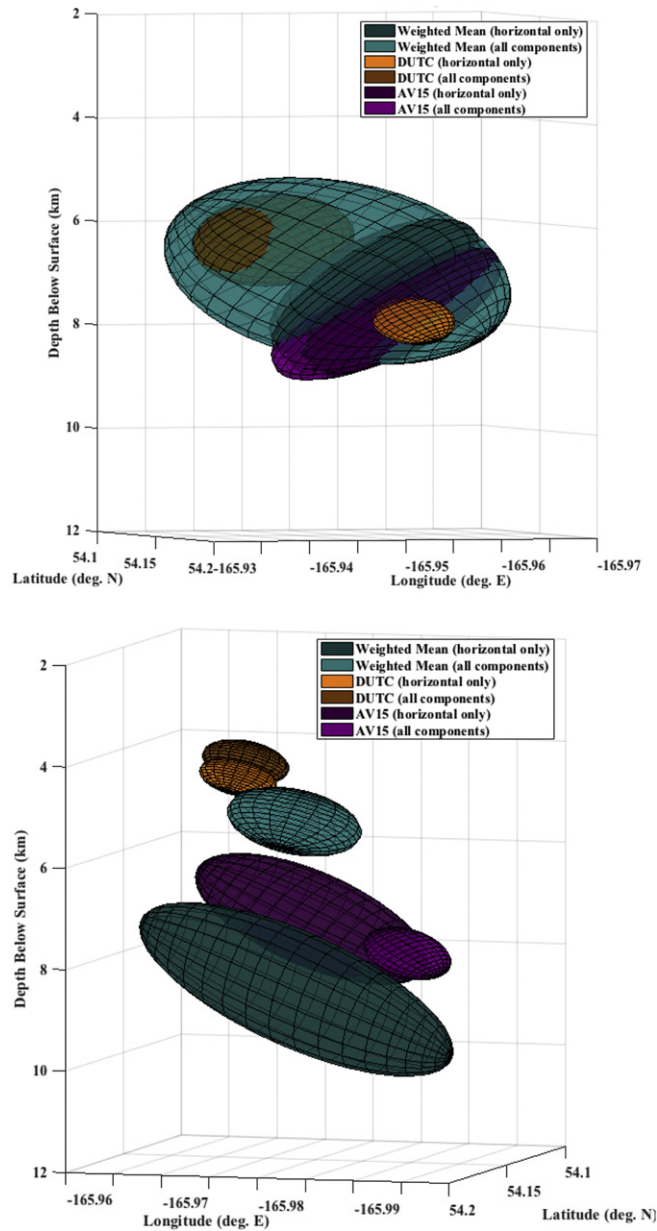 2
Weighted Mean (horizontal only)
Weighted Mean (all components)
DUTC (horizontal only)
DUTC (all components)
AV15 (horizontal only)
AV15 (all components)
4
6
8
10
12
Depth Below Surface (km)
54.1
54.15
54.2
-165.93
-165.94
-165.95
-165.96
-165.97
Latitude (deg. N)
Longitude (deg. E)
2
Weighted Mean (horizontal only)
Weighted Mean (all components)
DUTC (horizontal only)
DUTC (all components)
AV15 (horizontal only)
AV15 (all components)
4
6
8
10
12
Depth Below Surface (km)
-165.96
-165.97
-165.98
-165.99
54.2
54.15
54.1
Longitude (deg. E)
Latitude (deg. N)